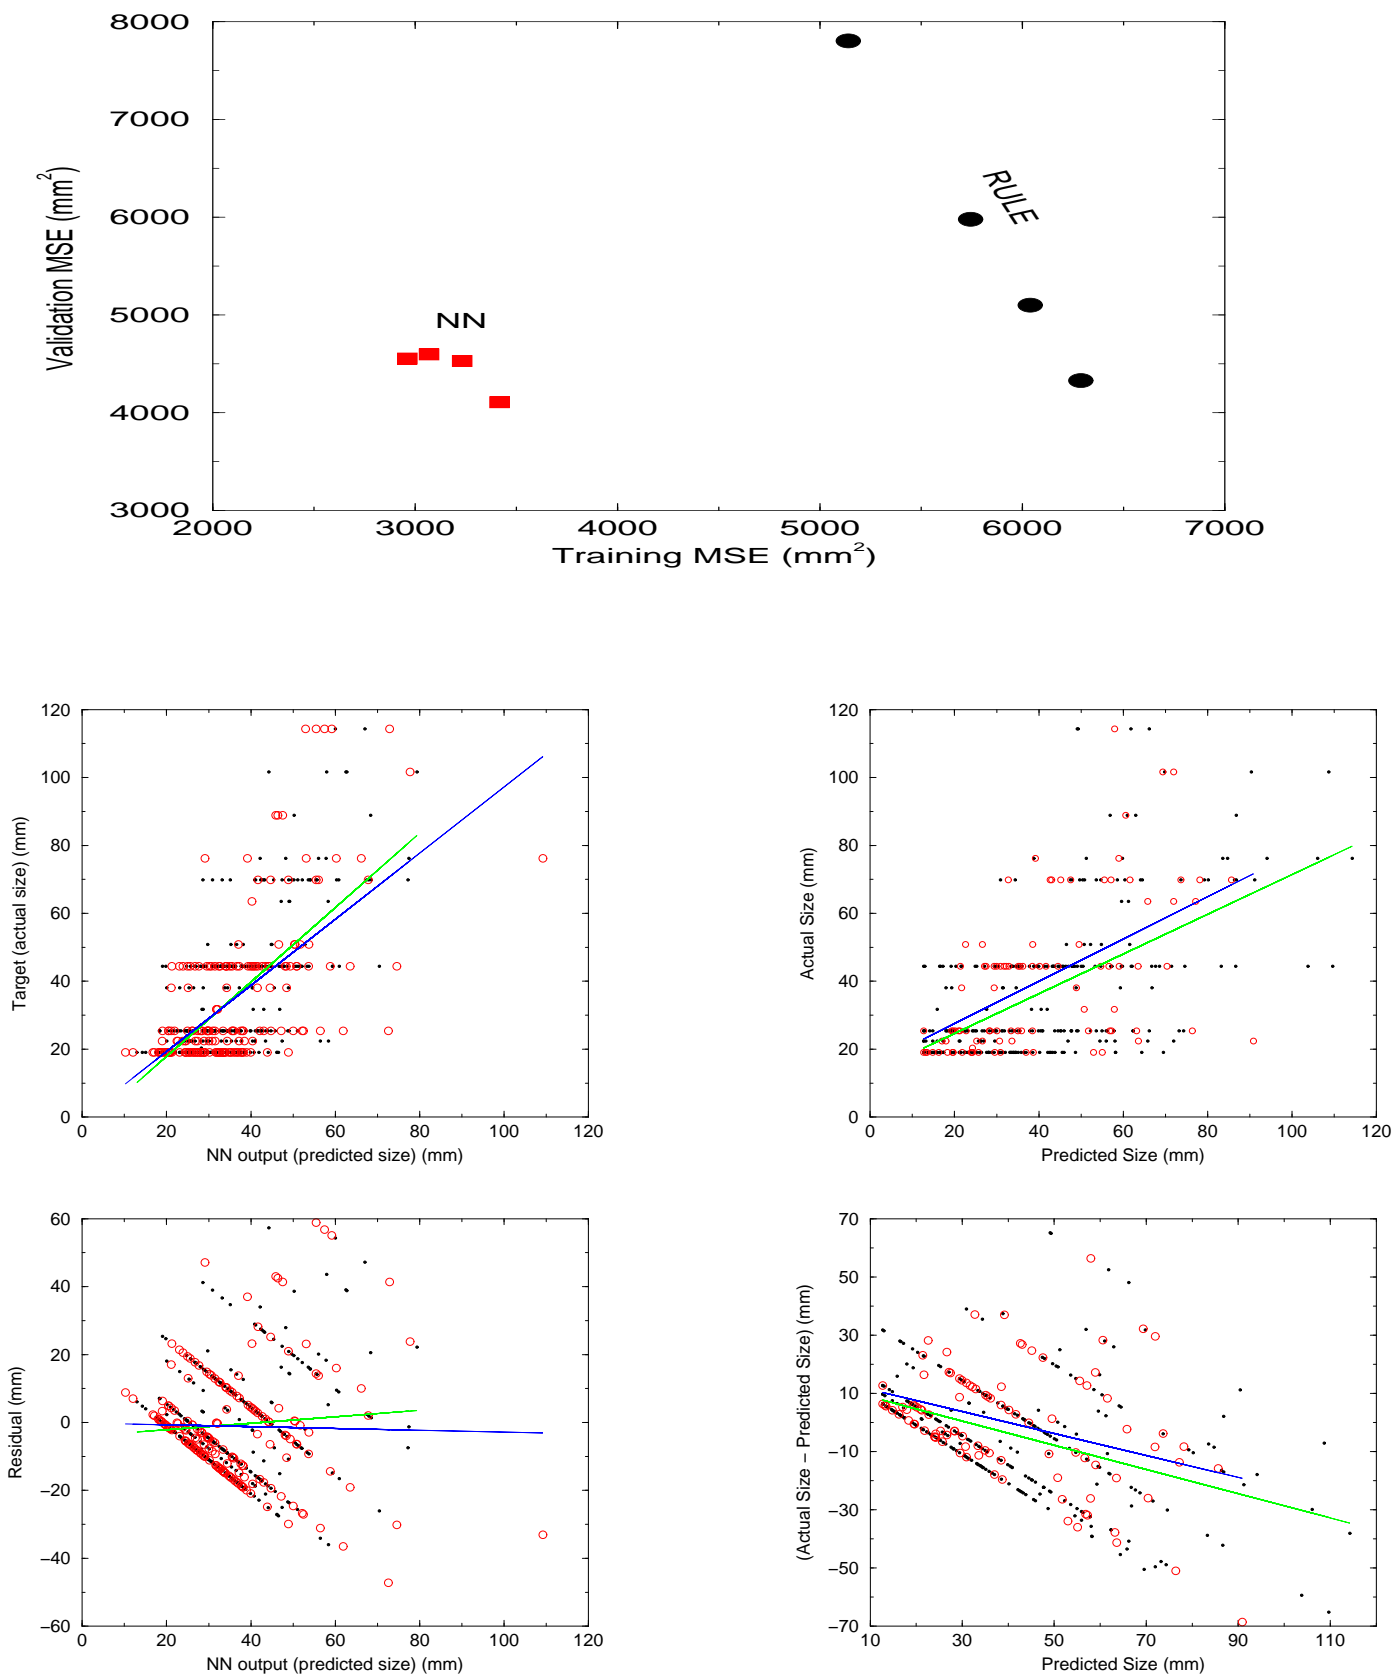 8000
7000
6000
5000
4000
3000
Validation MSE (mm²)
RULE
NN
2000 3000 4000 5000 6000 7000
Training MSE (mm²)
120
100
80
60
40
20
0
Target (actual size) (mm)
0 20 40 60 80 100 120
NN output (predicted size) (mm)
120
100
80
60
40
20
0
Actual Size (mm)
0 20 40 60 80 100 120
Predicted Size (mm)
60
40
20
0
−20
−40
−60
Residual (mm)
0 20 40 60 80 100 120
NN output (predicted size) (mm)
70
50
30
10
−10
−30
−50
−70
(Actual Size − Predicted Size) (mm)
10 30 50 70 90 110
Predicted Size (mm)